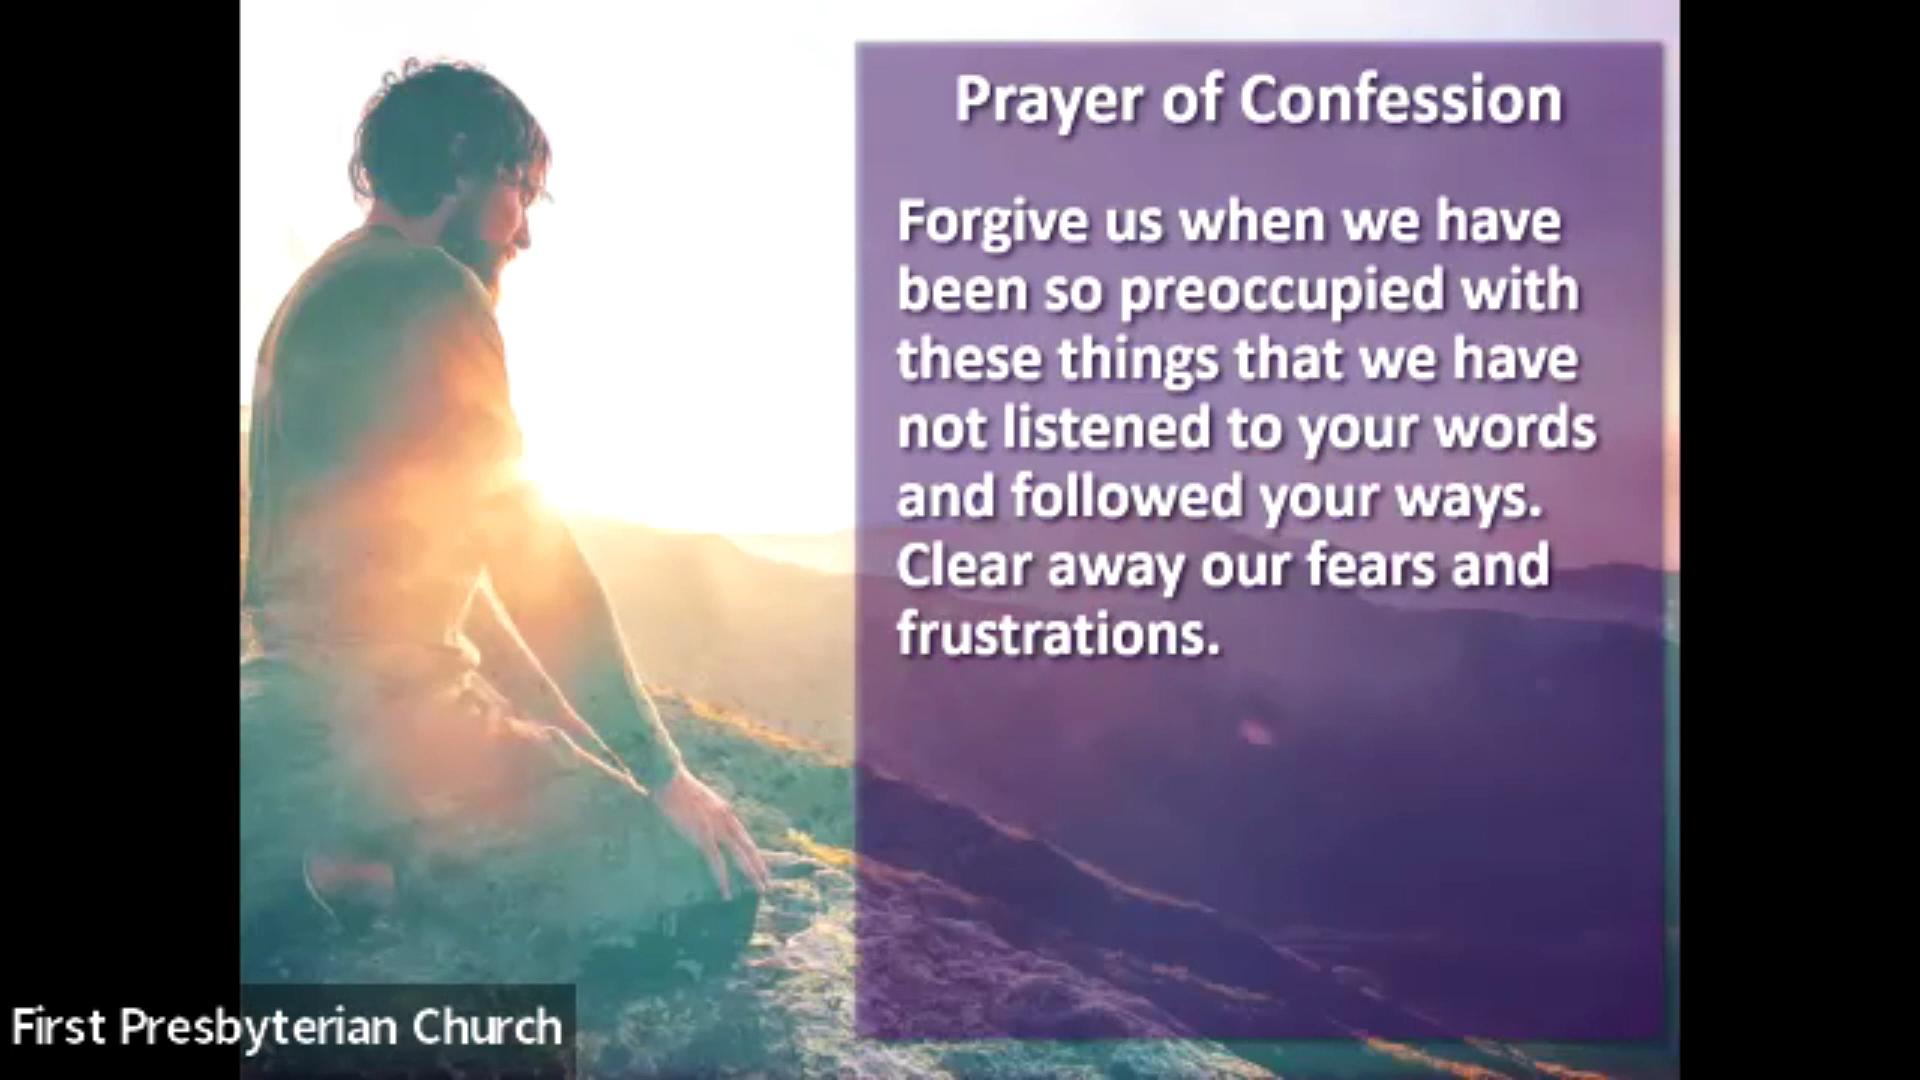 Prayer of Confession
Forgive us when we have
been so preoccupied with
these things that we have
not listened to your words
and followed your ways.
Clear away our fears and
frustrations.
First Presbyterian Church